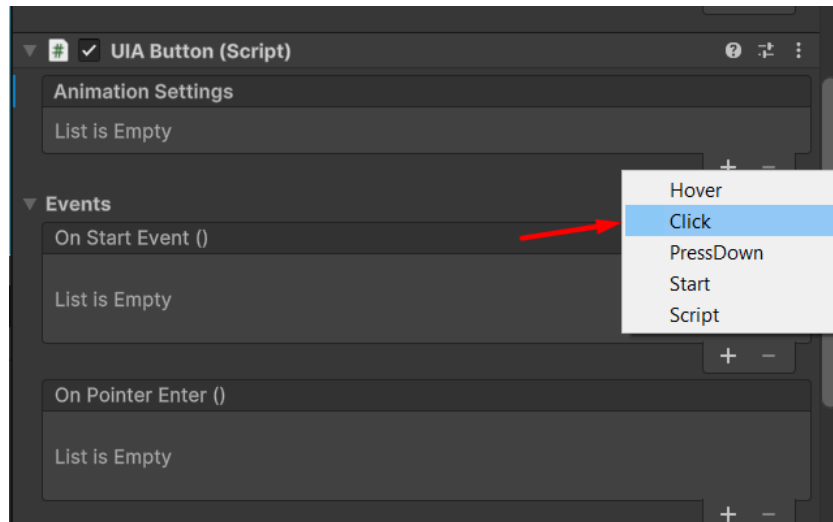 UIA Button (Script)
Animation Settings
List is Empty
Hover
Click
PressDown
Start
Script
Events
On Start Event ()
List is Empty
On Pointer Enter ()
List is Empty